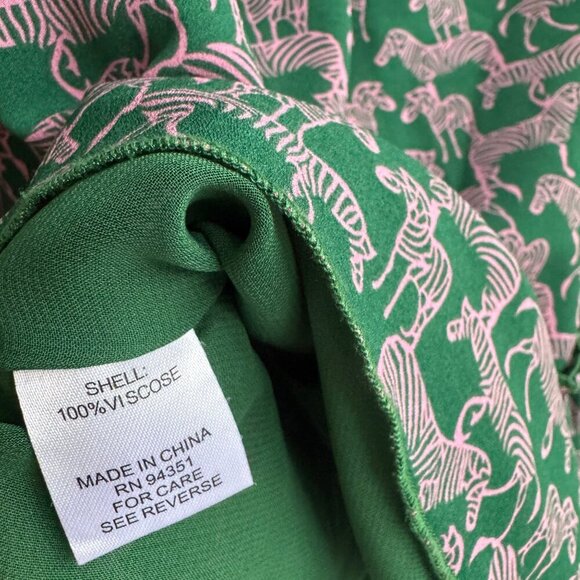 SHELL:
100%VISCOSE
MADE IN CHINA
RN 94351
FOR CARE
SEE REVERSE